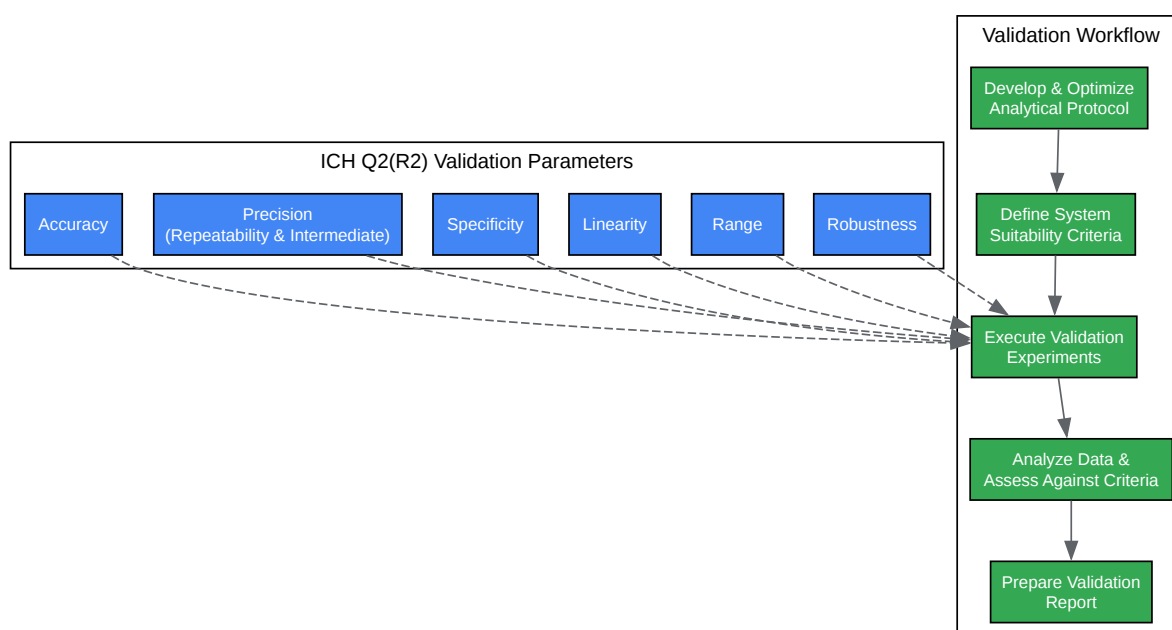 Validation Workflow
Develop & Optimize
Analytical Protocol
ICH Q2(R2) Validation Parameters
Accuracy
Precision
(Repeatability & Intermediate)
Specificity
Linearity
Range
Robustness
Define System
Suitability Criteria
Execute Validation
Experiments
Analyze Data &
Assess Against Criteria
Prepare Validation
Report